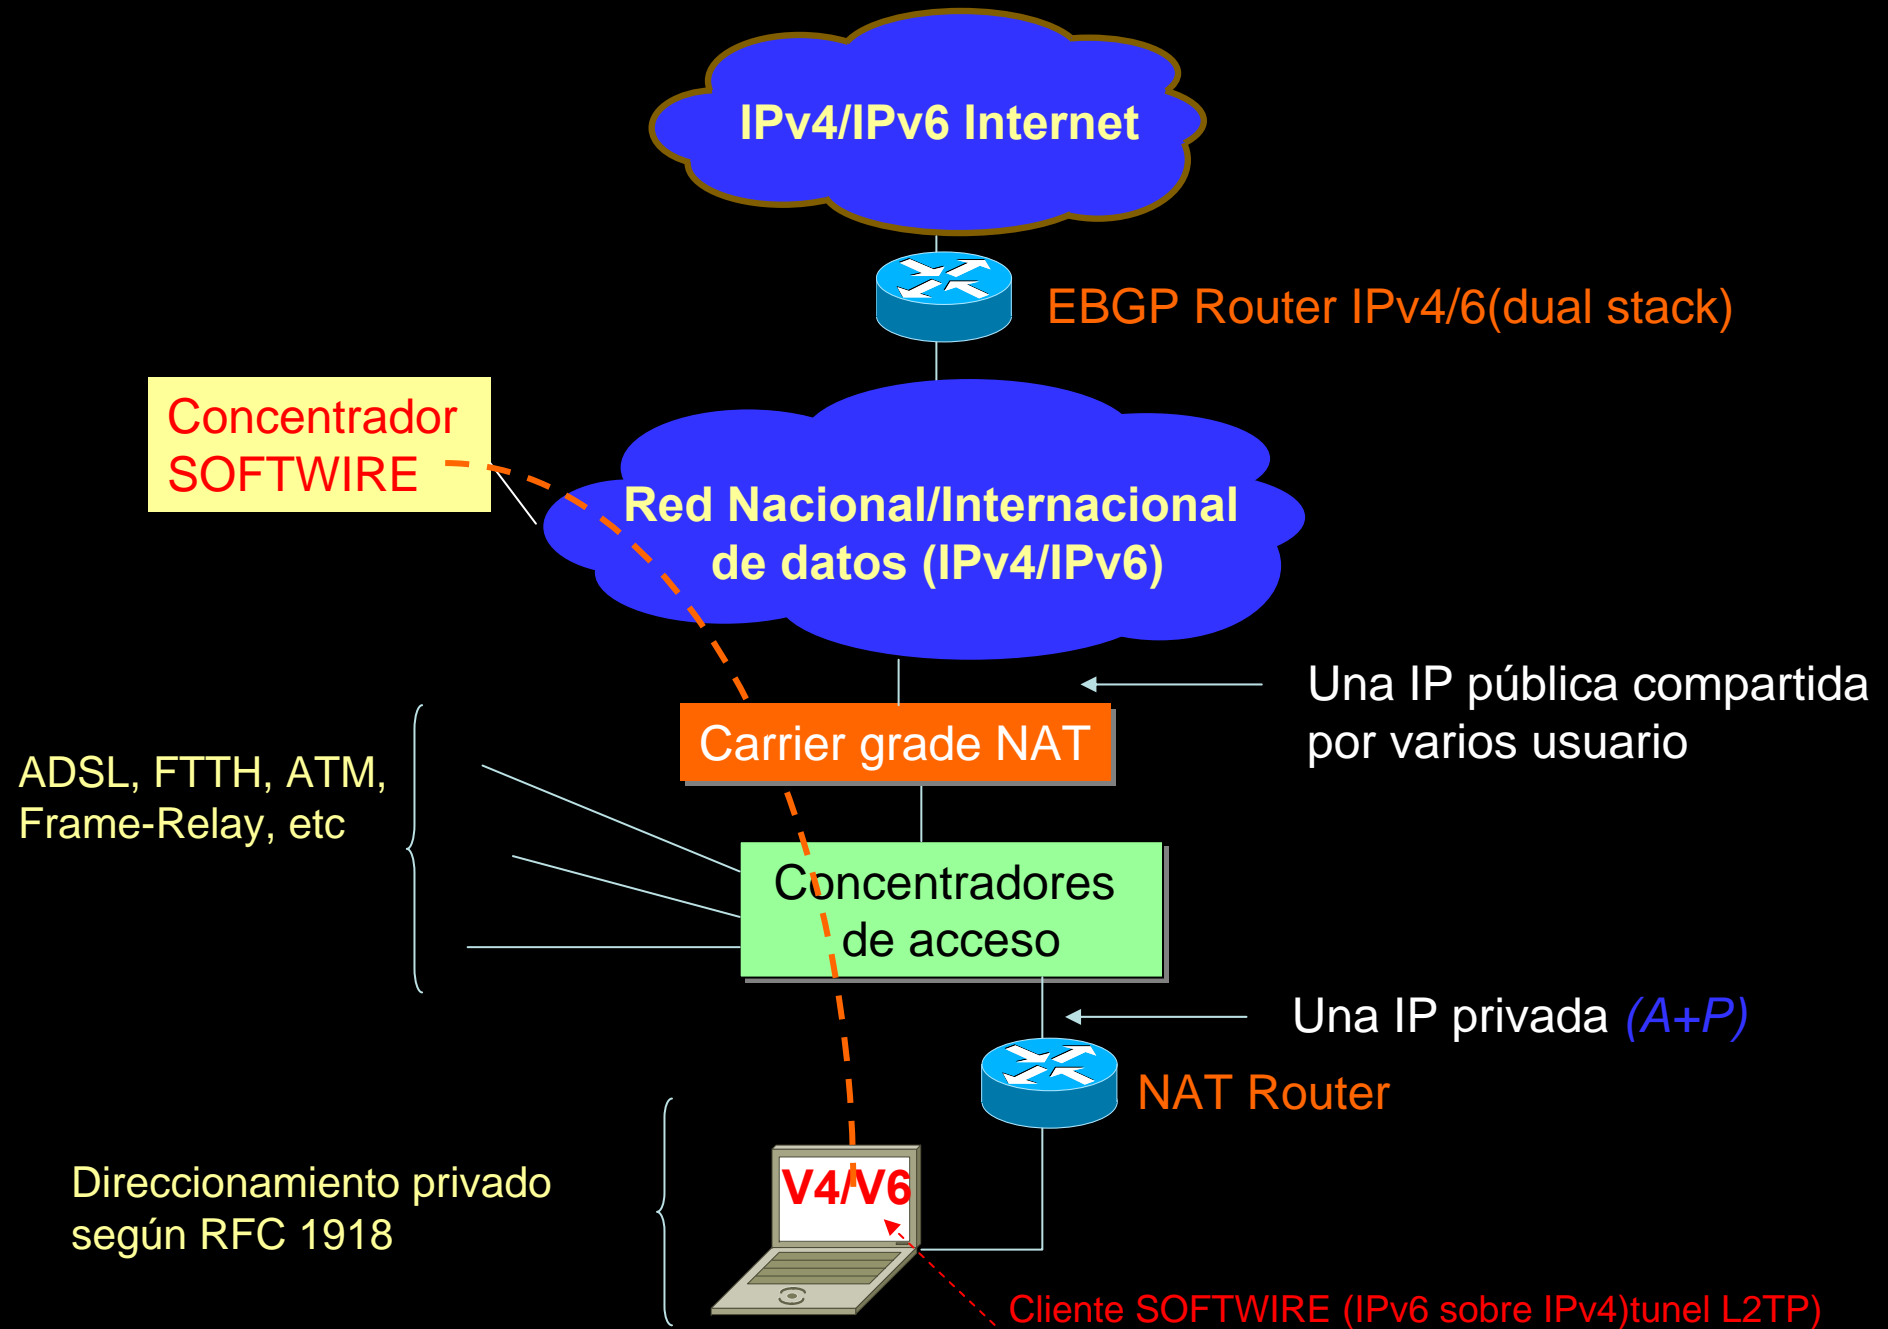 IPv4/IPv6 Internet
EBGP Router IPv4/6(dual stack)
Concentrador
SOFTWIRE
Red Nacional/Internacional
de datos (IPv4/IPv6)
Una IP pública compartida
por varios usuario
Carrier grade NAT
ADSL, FTTH, ATM,
Frame-Relay, etc
Concentradores
de acceso
Una IP privada (A+P)
NAT Router
Direccionamiento privado
según RFC 1918
V4/V6
Cliente SOFTWIRE (IPv6 sobre IPv4)tunel L2TP)